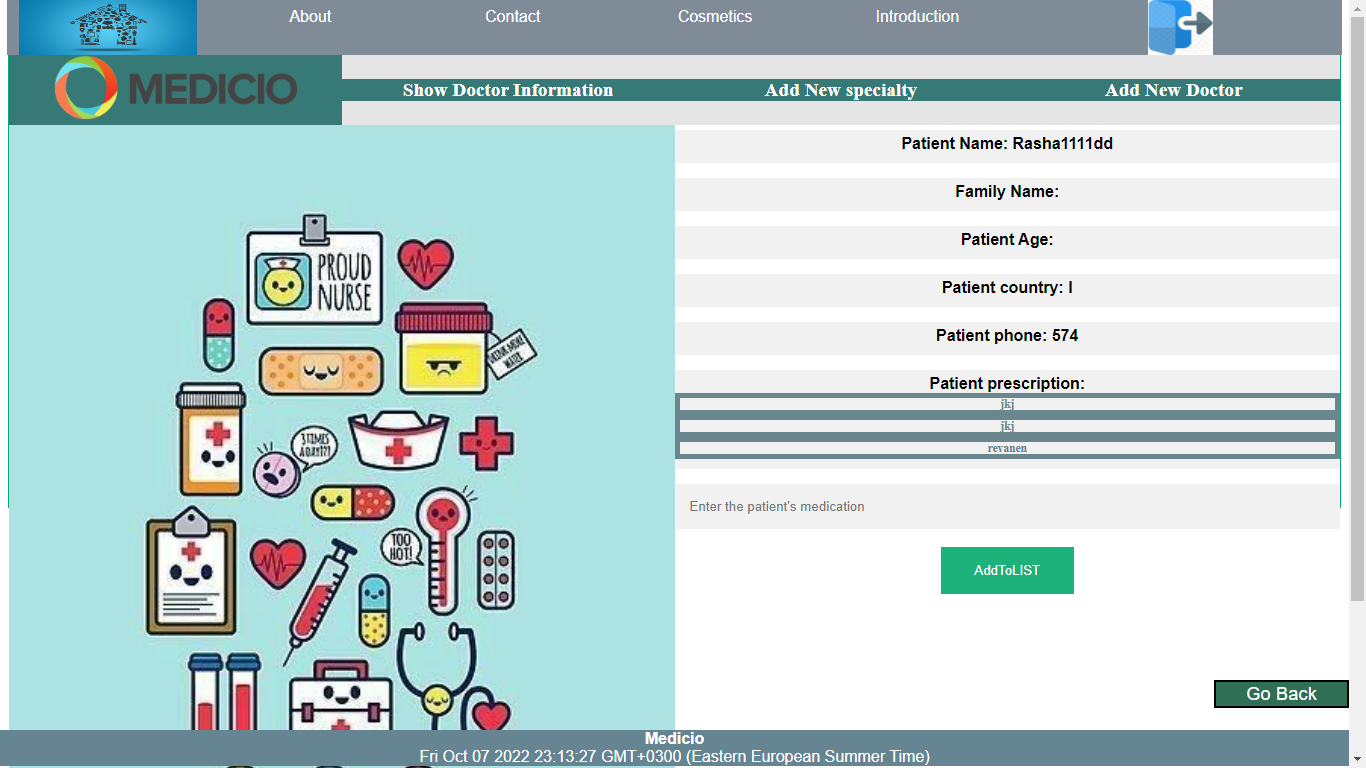 About Contact Cosmetics Introduction
MEDICIO
Show Doctor Information Add New specialty Add New Doctor
Patient Name: Rasha1111dd
Family Name:
Patient Age:
Patient country: I
Patient phone: 574
Patient prescription:
jkj
jkj
revanen
Enter the patient's medication
AddToLIST
Go Back
PROUD
NURSE
DRINK MORE
WATER
3 TIMES
A DAY!?!
TOO
HOT!
Medicio
Fri Oct 07 2022 23:13:27 GMT+0300 (Eastern European Summer Time)